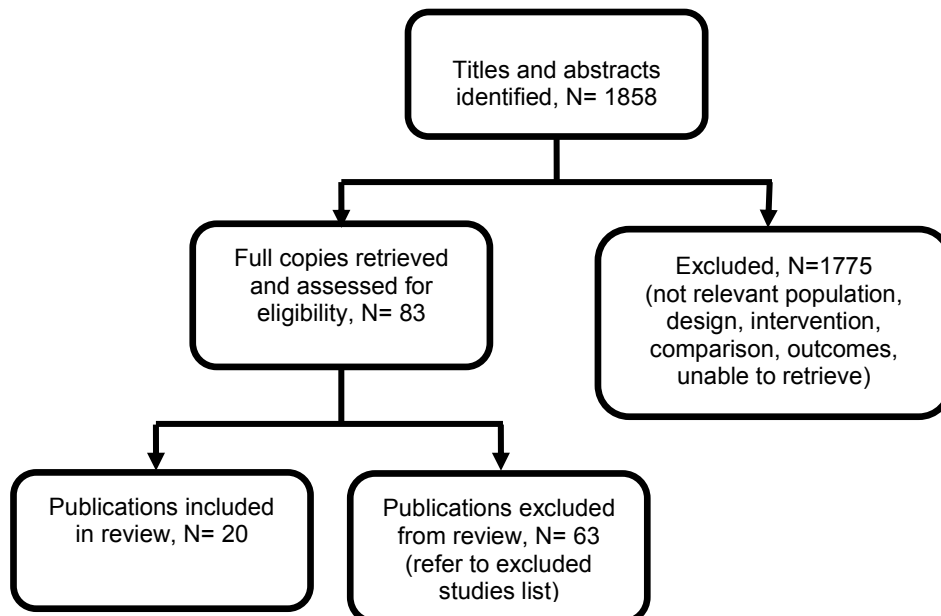 Titles and abstracts
identified, N= 1858
Full copies retrieved
and assessed for
eligibility, N= 83
Excluded, N=1775
(not relevant population,
design, intervention,
comparison, outcomes,
unable to retrieve)
Publications included
in review, N= 20
Publications excluded
from review, N= 63
(refer to excluded
studies list)